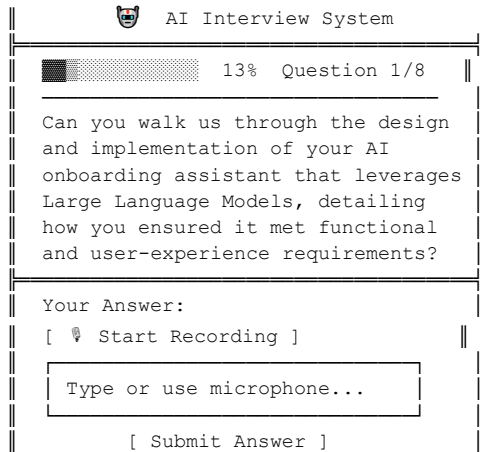 AI Interview System
13% Question 1/8
Can you walk us through the design
and implementation of your AI
onboarding assistant that leverages
Large Language Models, detailing
how you ensured it met functional
and user-experience requirements?
Your Answer:
[ 🎙 Start Recording ]
Type or use microphone...
[ Submit Answer ]